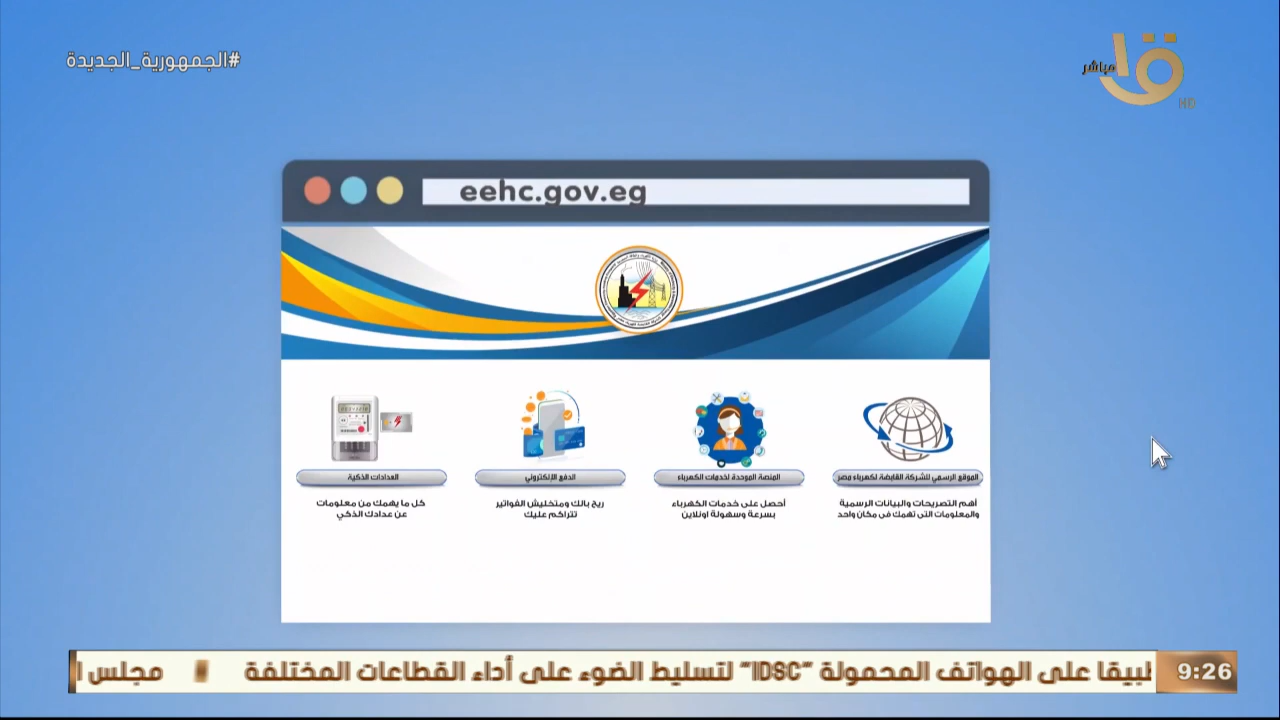 #الجمهورية_الجديدة
مباشر
HD
eehc.gov.eg
الموقع الرسمي للشركة القابضة لكهرباء مصر
أهم التصريحات والبيانات الرسمية
والمعلومات التى تهمك فى مكان واحد
المنصة الموحدة لخدمات الكهرباء
أحصل على خدمات الكهرباء
بسرعة وسهولة اونلاين
الدفع الإلكتروني
ريح بالك ومتخليش الفواتير
تتراكم عليك
العدادات الذكية
كل ما يهمك من معلومات
عن عدادك الذكي
9:26
لبيقا على الهواتف المحمولة "IDSC" لتسليط الضوء على أداء القطاعات المختلفة
مجلس ا